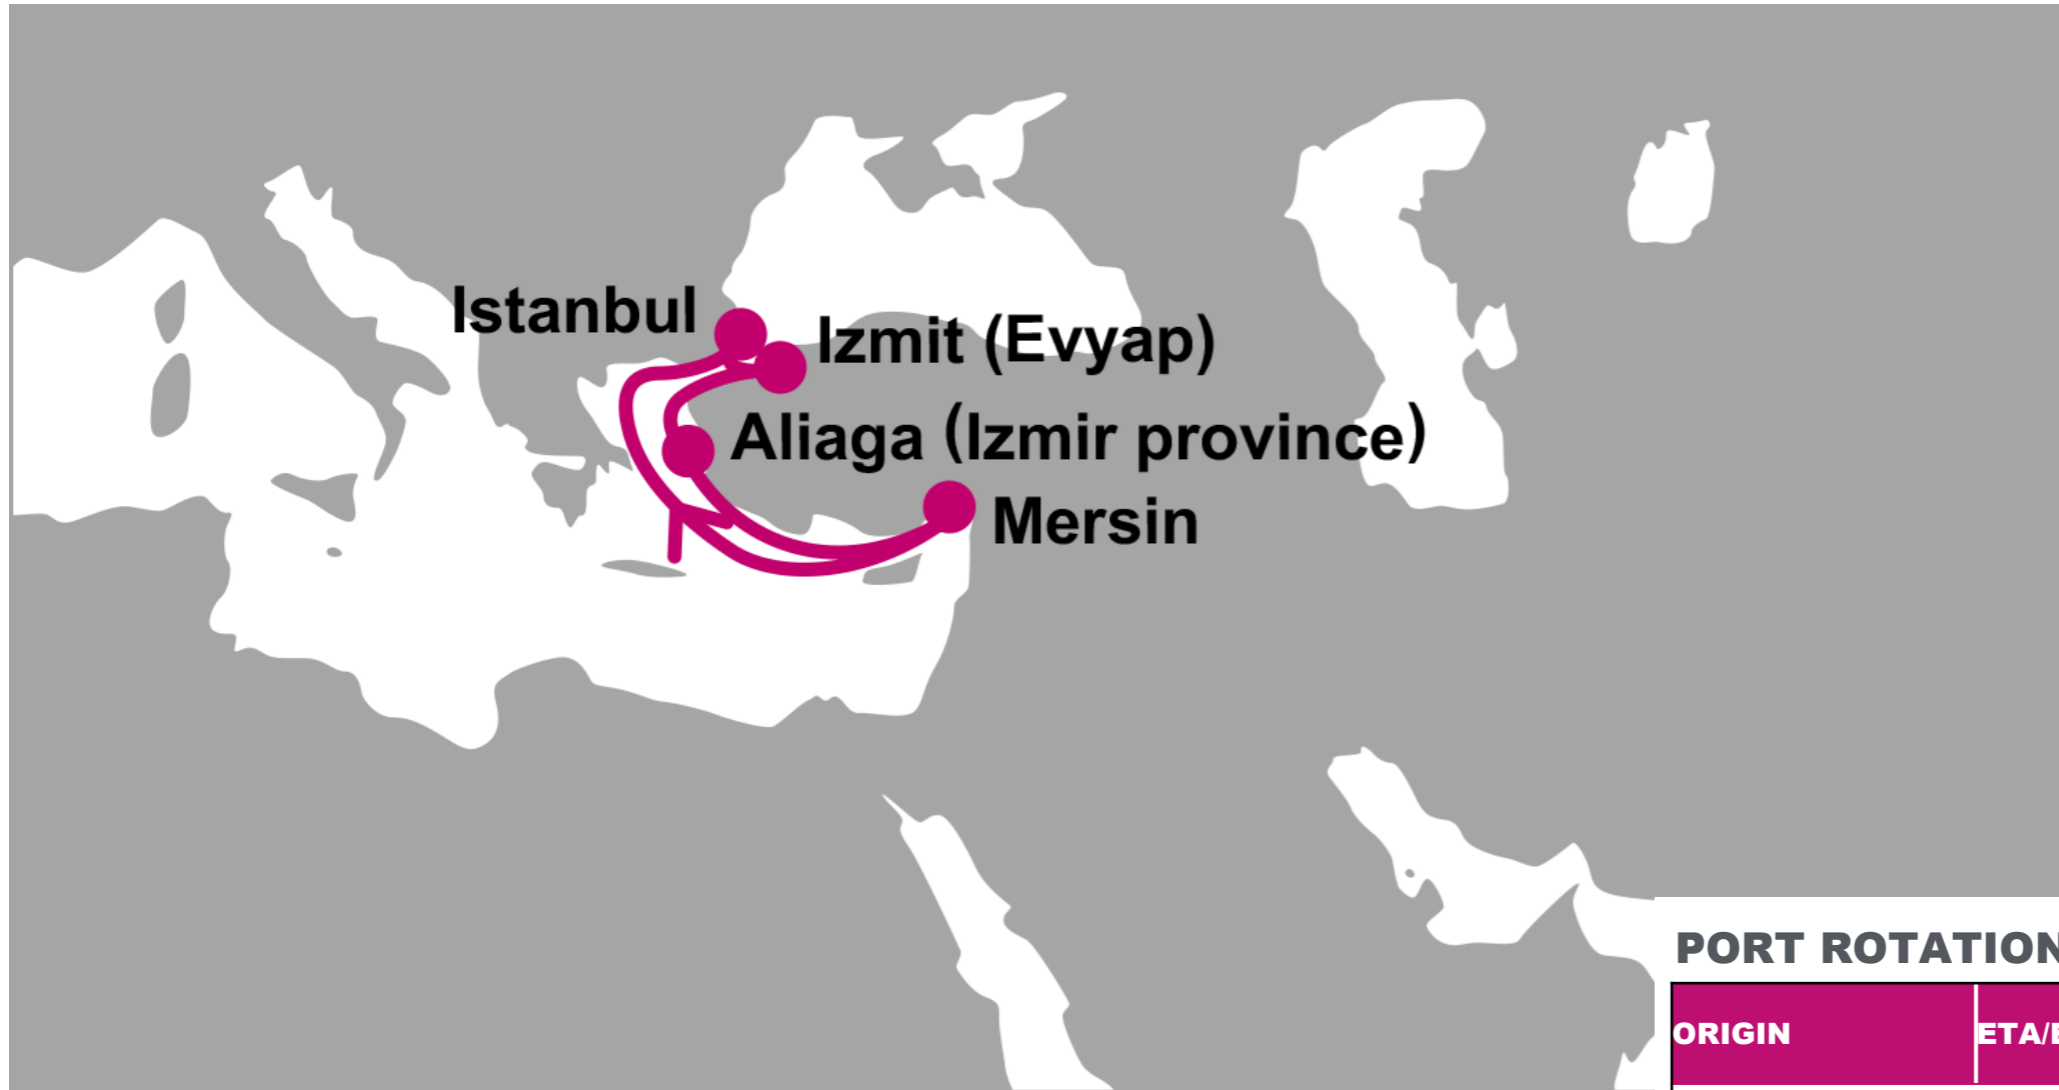 Istanbul
Izmit (Evyap)
Aliaga (Izmir province)
Mersin
PORT ROTATION
ORIGIN